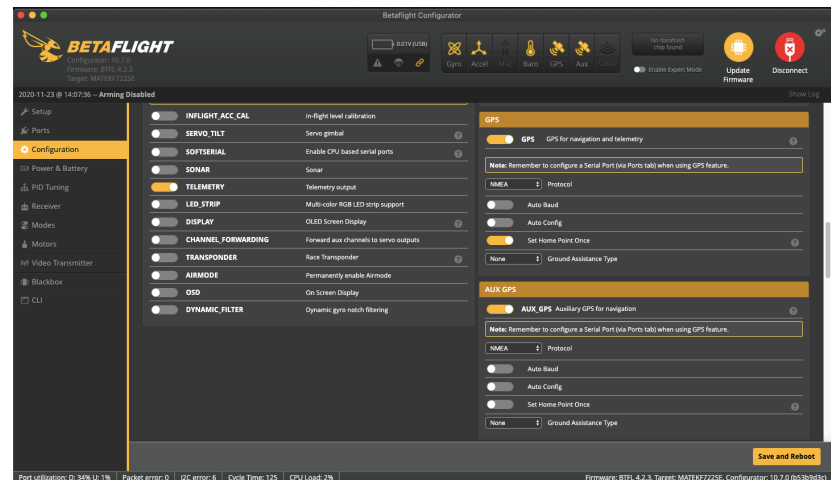 Betaflight Configurator
BETAFLIGHT
Configurator: 10.7.0
Firmware: BTFL 4.2.3
Target: MATEKF7225E
0.01V (USB)
Gyro Accel Mag Baro GPS Aux Sonar
No dataflash
chip found
Enable Expert Mode
Update
Firmware
Disconnect
2020-11-23 @ 14:07:36 -- Arming Disabled
Show Log
Setup
Ports
Configuration
Power & Battery
PID Tuning
Receiver
Modes
Motors
Video Transmitter
Blackbox
CLI
INFLIGHT_ACC_CAL In-flight level calibration
SERVO_TILT Servo gimbal
SOFTSERIAL Enable CPU based serial ports
SONAR Sonar
TELEMETRY Telemetry output
LED_STRIP Multi-color RGB LED strip support
DISPLAY OLED Screen Display
CHANNEL_FORWARDING Forward aux channels to servo outputs
TRANSPONDER Race Transponder
AIRMODE Permanently enable Airmode
OSD On Screen Display
DYNAMIC_FILTER Dynamic gyro notch filtering
GPS
GPS GPS for navigation and telemetry
Note: Remember to configure a Serial Port (via Ports tab) when using GPS feature.
NMEA Protocol
Auto Baud
Auto Config
Set Home Point Once
None Ground Assistance Type
AUX GPS
AUX_GPS Auxiliary GPS for navigation
Note: Remember to configure a Serial Port (via Ports tab) when using GPS feature.
NMEA Protocol
Auto Baud
Auto Config
Set Home Point Once
None Ground Assistance Type
Save and Reboot
Port utilization: D: 34% U: 1% Packet error: 0 I2C error: 6 Cycle Time: 125 CPU Load: 2% Firmware: BTFL 4.2.3, Target: MATEKF722SE, Configurator: 10.7.0 (b53b9d3c)